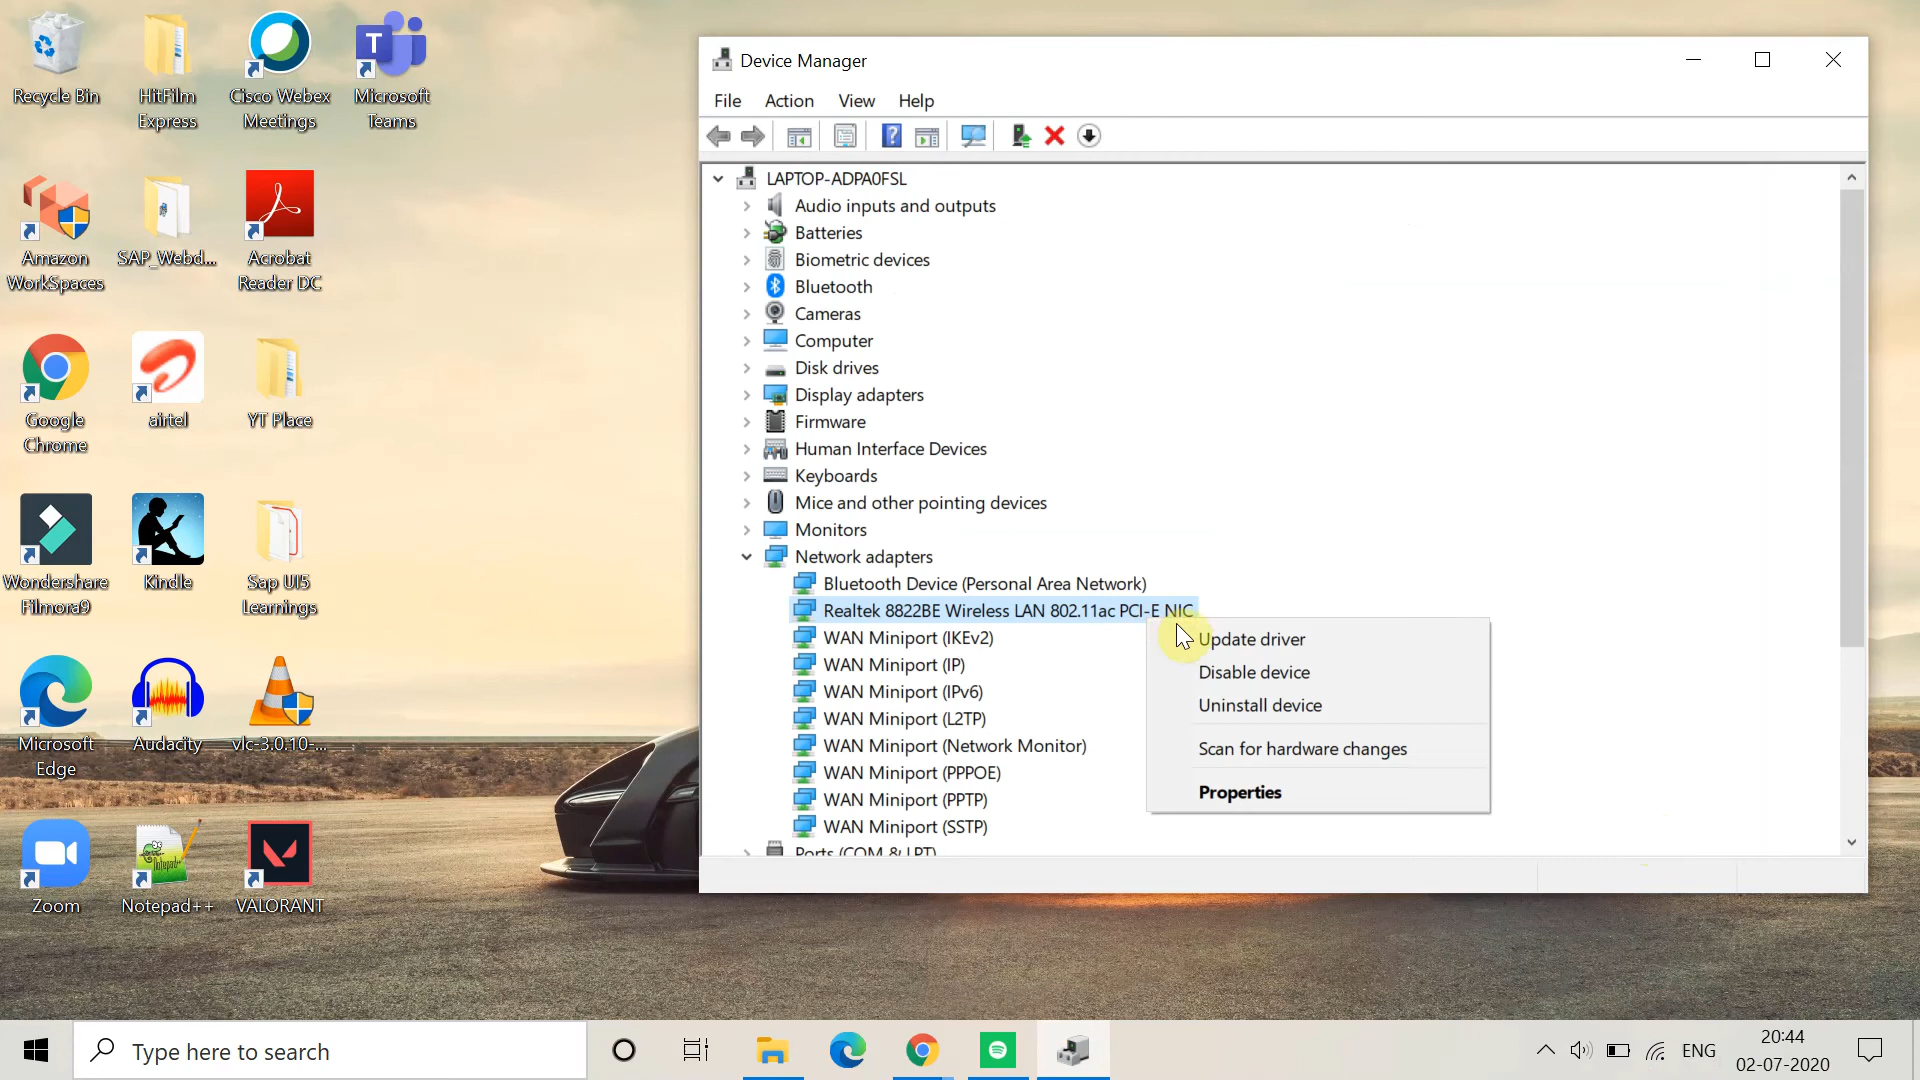 Recycle Bin
HitFilm
Express
Cisco Webex
Meetings
T
Microsoft
Teams
Amazon
WorkSpaces
SAP_Webd...
Acrobat
Reader DC
Google
Chrome
airtel
YT Place
Wondershare
Filmora9
Kindle
Sap UI5
Learnings
Microsoft
Edge
Audacity
vlc-3.0.10-...
Zoom
Notepad++
VALORANT
Device Manager
File Action View Help
LAPTOP-ADPA0FSL
Audio inputs and outputs
Batteries
Biometric devices
Bluetooth
Cameras
Computer
Disk drives
Display adapters
Firmware
Human Interface Devices
Keyboards
Mice and other pointing devices
Monitors
Network adapters
Bluetooth Device (Personal Area Network)
Realtek 8822BE Wireless LAN 802.11ac PCI-E NIC
WAN Miniport (IKEv2)
WAN Miniport (IP)
WAN Miniport (IPv6)
WAN Miniport (L2TP)
WAN Miniport (Network Monitor)
WAN Miniport (PPPOE)
WAN Miniport (PPTP)
WAN Miniport (SSTP)
Ports (COM & LPT)
Update driver
Disable device
Uninstall device
Scan for hardware changes
Properties
Type here to search
ENG
20:44
02-07-2020